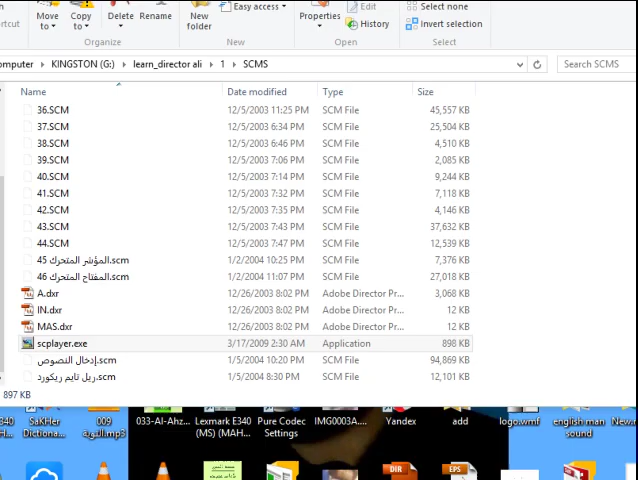 Move to
Copy to
Delete
Rename
New folder
Easy access
Properties
Edit
History
Select none
Invert selection
Organize
New
Open
Select
omputer
KINGSTON (G:)
learn_director ali
1
SCMS
Search SCMS
Name Date modified Type Size
36.SCM 12/5/2003 11:25 PM SCM File 45,557 KB
37.SCM 12/5/2003 6:34 PM SCM File 25,504 KB
38.SCM 12/5/2003 6:46 PM SCM File 4,510 KB
39.SCM 12/5/2003 7:06 PM SCM File 2,085 KB
40.SCM 12/5/2003 7:14 PM SCM File 9,244 KB
41.SCM 12/5/2003 7:32 PM SCM File 7,118 KB
42.SCM 12/5/2003 7:35 PM SCM File 4,146 KB
43.SCM 12/5/2003 7:43 PM SCM File 37,632 KB
44.SCM 12/5/2003 7:47 PM SCM File 12,539 KB
45 المؤشر المتحرك.scm 1/2/2004 10:25 PM SCM File 7,376 KB
46 المفتاح المتحرك.scm 1/2/2004 11:07 PM SCM File 27,018 KB
A.dxr 12/26/2003 8:02 PM Adobe Director Pr... 3,068 KB
IN.dxr 12/26/2003 8:02 PM Adobe Director Pr... 12 KB
MAS.dxr 12/26/2003 8:02 PM Adobe Director Pr... 12 KB
scplayer.exe 3/17/2009 2:30 AM Application 898 KB
إدخال النصوص.scm 1/5/2004 10:20 PM SCM File 94,869 KB
ريل تايم ريكورد.scm 1/5/2004 8:30 PM SCM File 12,101 KB
897 KB
SaKHer Dictiona...
009 التوبة.mp3
033-Al-Ahz...
Lexmark E340 (MS) (MAH...
Pure Codec Settings
IMG0003A....
Yandex
add
logo.wmf
english man sound
DIR
EPS